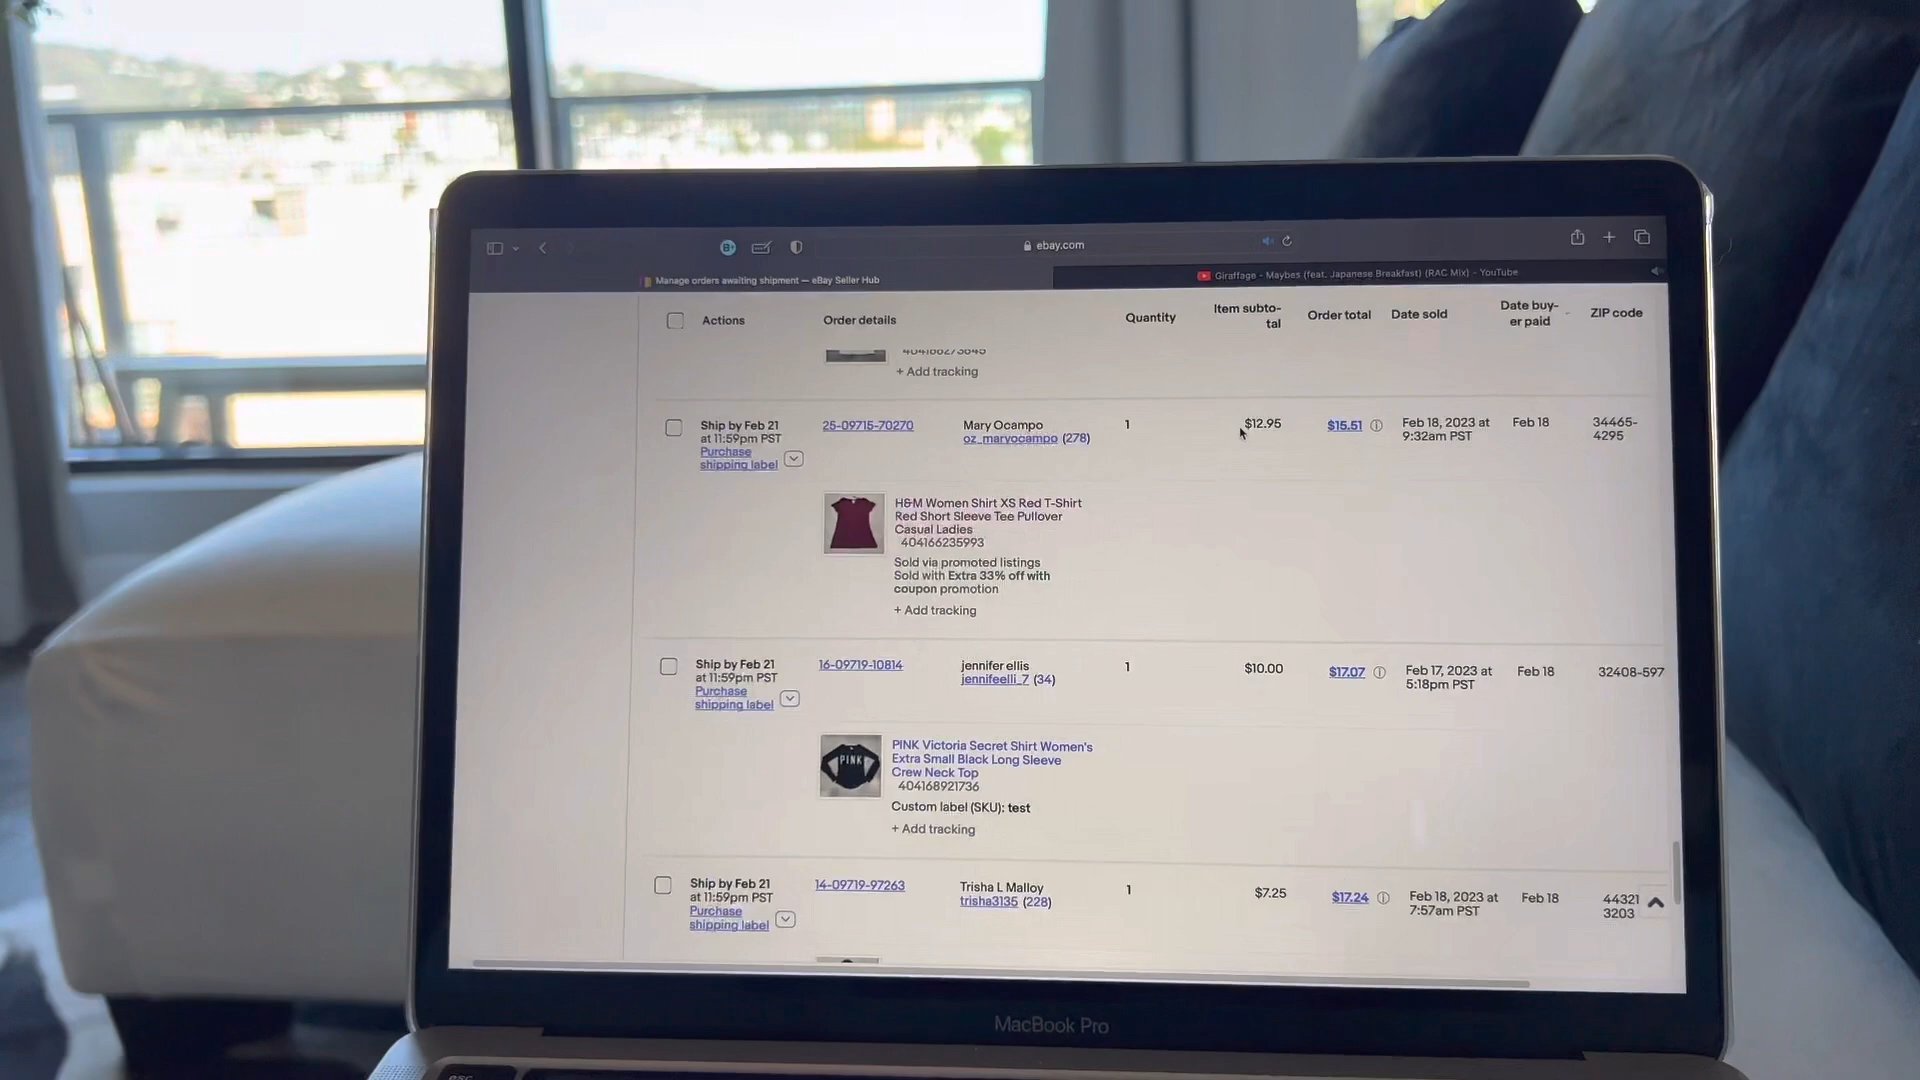 ebay.com
Manage orders awaiting shipment — eBay Seller Hub
Giraffage - Maybes (feat. Japanese Breakfast) (RAC Mix) - YouTube
Actions
Order details
Quantity
Item subto-
tal
Order total
Date sold
Date buy-
er paid
ZIP code
+ Add tracking
Ship by Feb 21
at 11:59pm PST
Purchase
shipping label
25-09715-70270
Mary Ocampo
oz_maryocampo (278)
1
$12.95
$15.51
Feb 18, 2023 at
9:32am PST
Feb 18
34465-
4295
H&M Women Shirt XS Red T-Shirt
Red Short Sleeve Tee Pullover
Casual Ladies
404166235993
Sold via promoted listings
Sold with Extra 33% off with
coupon promotion
+ Add tracking
Ship by Feb 21
at 11:59pm PST
Purchase
shipping label
16-09719-10814
jennifer ellis
jennifeelli_7 (34)
1
$10.00
$17.07
Feb 17, 2023 at
5:18pm PST
Feb 18
32408-597
PINK
PINK Victoria Secret Shirt Women's
Extra Small Black Long Sleeve
Crew Neck Top
404168921736
Custom label (SKU): test
+ Add tracking
Ship by Feb 21
at 11:59pm PST
Purchase
shipping label
14-09719-97263
Trisha L Malloy
trisha3135 (228)
1
$7.25
$17.24
Feb 18, 2023 at
7:57am PST
Feb 18
44321
3203
MacBook Pro
esc